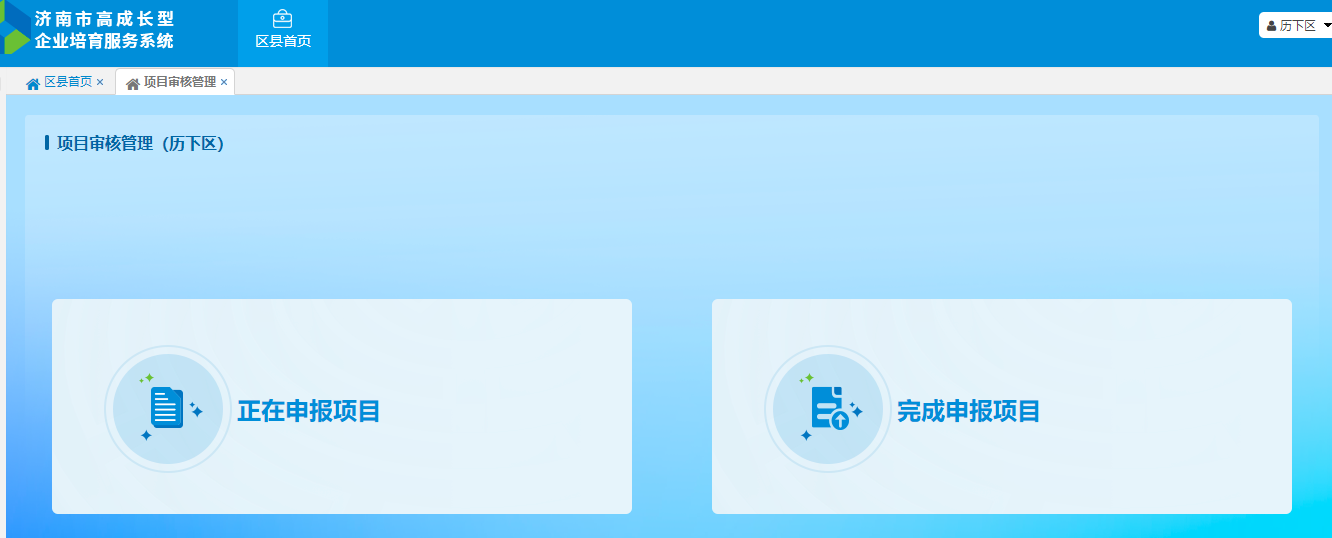 济南市高成长型
企业培育服务系统
区县首页
历下区
区县首页 ×
项目审核管理 ×
项目审核管理（历下区）
正在申报项目
完成申报项目